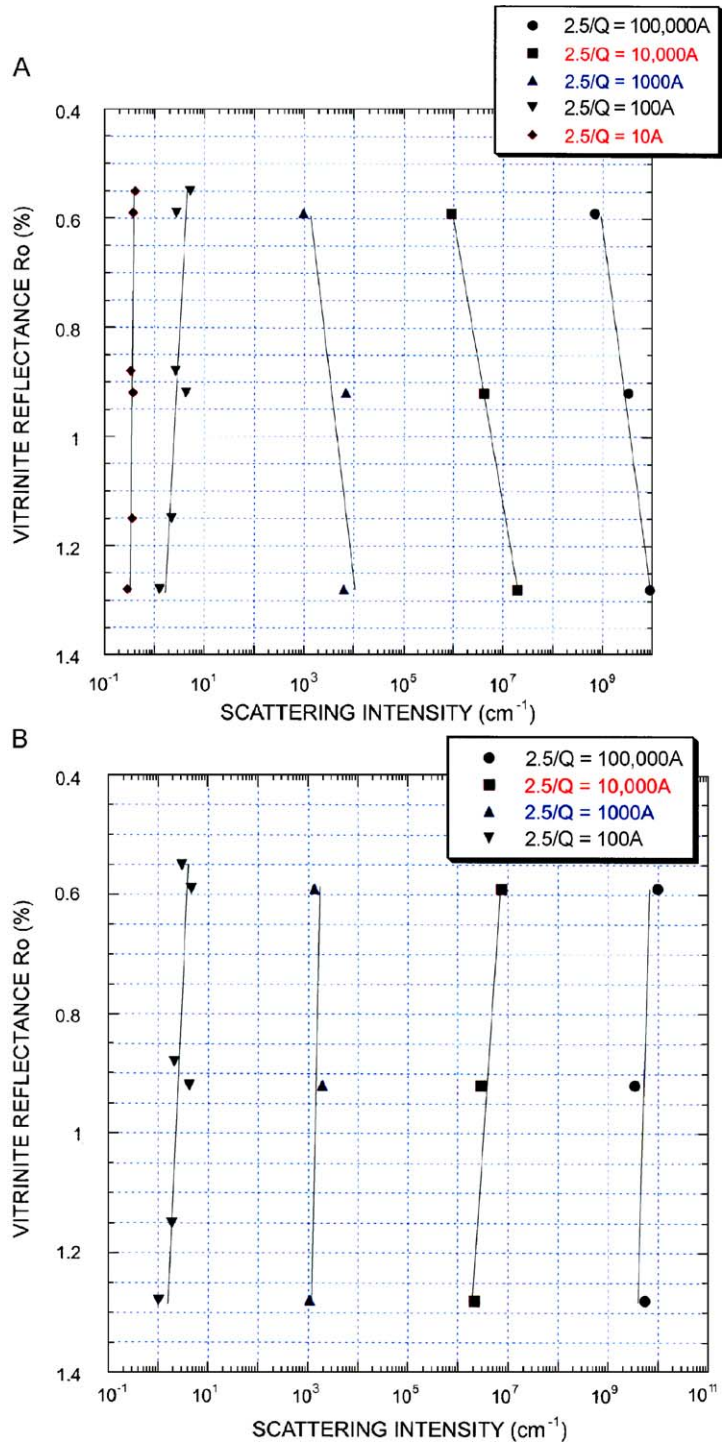 A
2.5/Q = 100,000A
2.5/Q = 10,000A
2.5/Q = 1000A
2.5/Q = 100A
2.5/Q = 10A
VITRINITE REFLECTANCE Ro (%)
0.4
0.6
0.8
1
1.2
1.4
10⁻¹ 10¹ 10³ 10⁵ 10⁷ 10⁹
SCATTERING INTENSITY (cm⁻¹)
B
2.5/Q = 100,000A
2.5/Q = 10,000A
2.5/Q = 1000A
2.5/Q = 100A
VITRINITE REFLECTANCE Ro (%)
0.4
0.6
0.8
1
1.2
1.4
10⁻¹ 10¹ 10³ 10⁵ 10⁷ 10⁹ 10¹¹
SCATTERING INTENSITY (cm⁻¹)